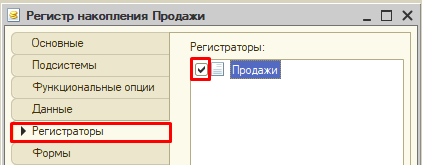 Регистр накопления Продажи
Основные
Подсистемы
Функциональные опции
Данные
Регистраторы
Формы
Регистраторы:
Продажи